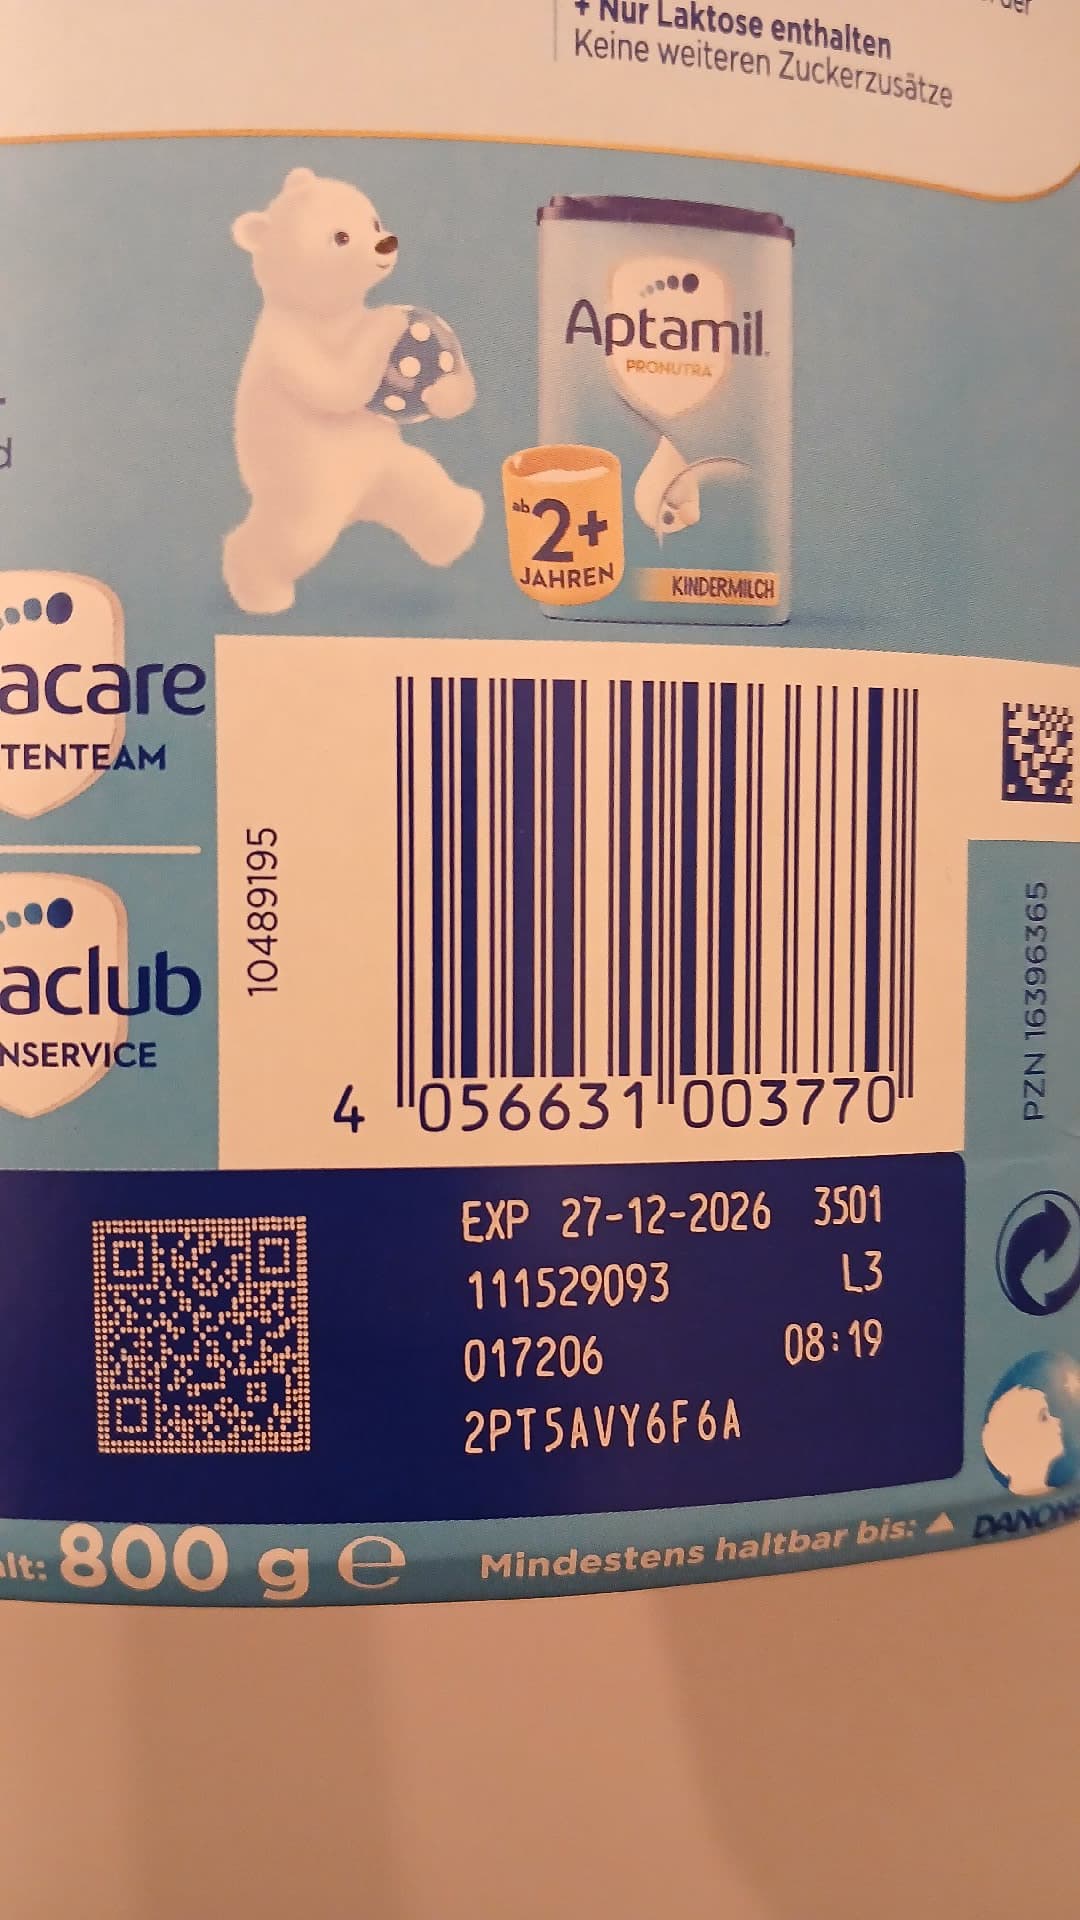 + Nur Laktose enthalten
Keine weiteren Zuckerzusätze
Aptamil
PRONUTRA
ab 2+
JAHREN
KINDERMILCH
acare
TENTEAM
aclub
NSERVICE
10489195
4 056631 003770
PZN 16396365
EXP 27-12-2026 3501
111529093 L3
017206 08:19
2PT5AVY6F6A
800 g e
Mindestens haltbar bis:
DANON